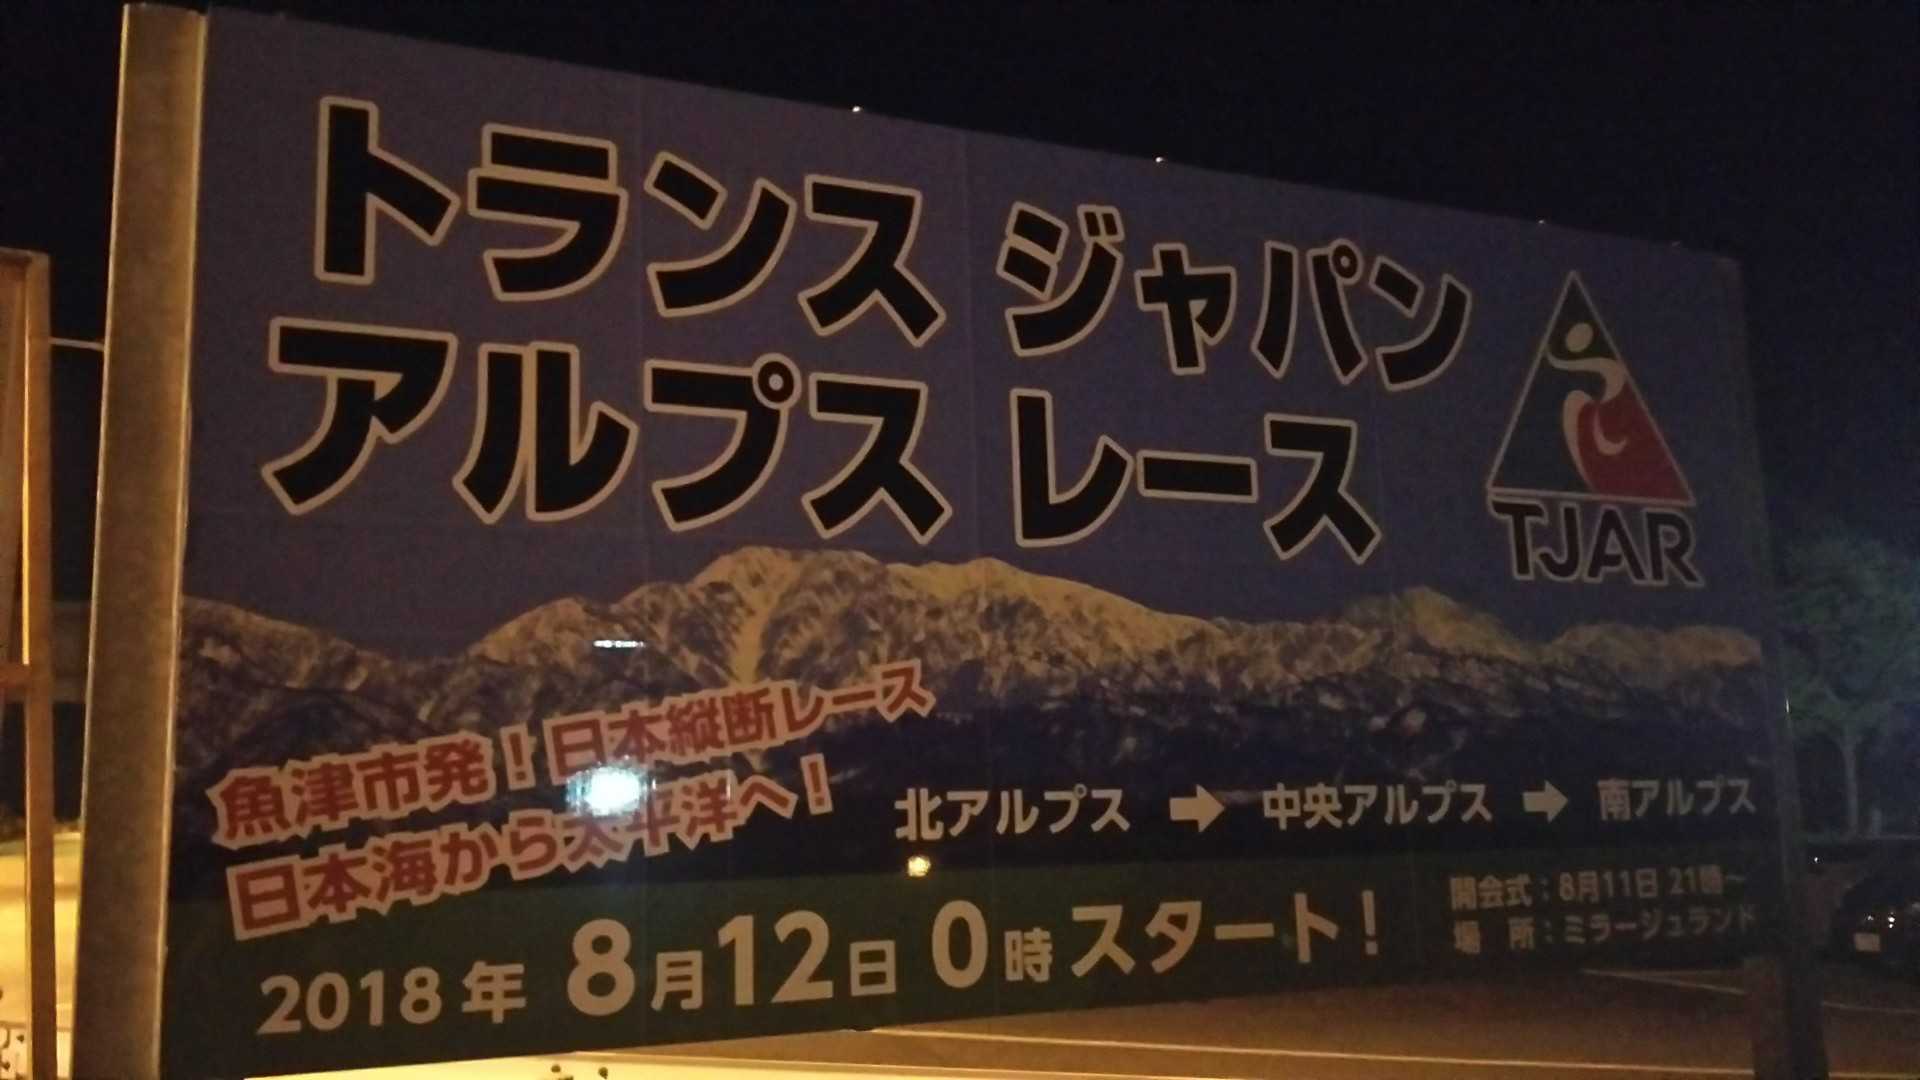 トランス ジャパン
アルプス レース
TJAR
魚津市発！日本縦断レース
日本海から太平洋へ！
北アルプス ➡ 中央アルプス ➡ 南アルプス
2018年 8月12日 0時 スタート！
開会式：8月11日 21時～
場　所：ミラージュランド